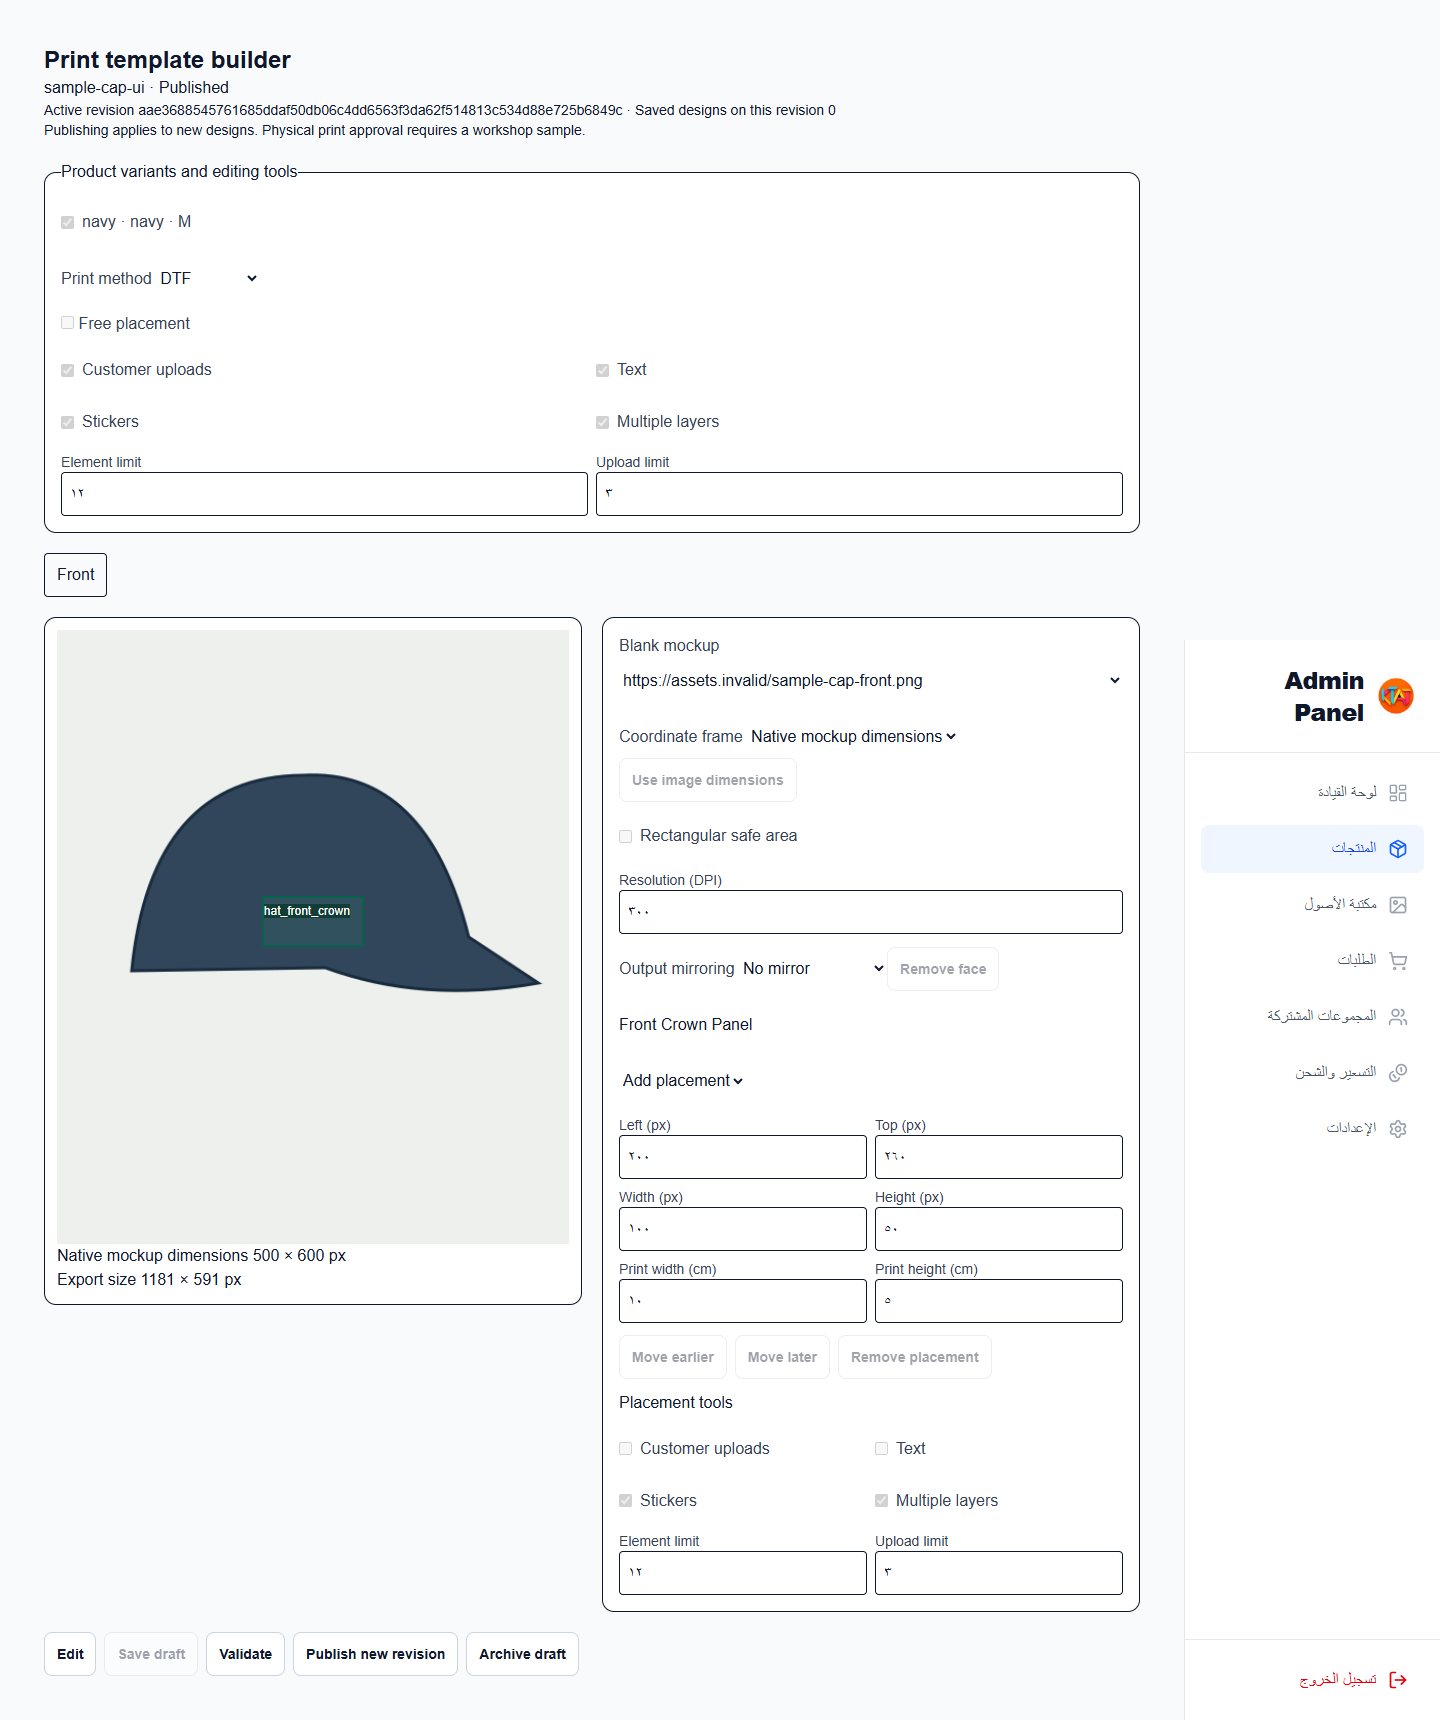 Print template builder
sample-cap-ui · Published
Active revision aae3688545761685ddaf50db06c4dd6563f3da62f514813c534d88e725b6849c · Saved designs on this revision 0
Publishing applies to new designs. Physical print approval requires a workshop sample.
Product variants and editing tools
navy · navy · M
Print method DTF
Free placement
Customer uploads
Text
Stickers
Multiple layers
Element limit
Upload limit
١٢
٣
Front
hat_front_crown
Native mockup dimensions 500 × 600 px
Export size 1181 × 591 px
Blank mockup
https://assets.invalid/sample-cap-front.png
Coordinate frame Native mockup dimensions
Use image dimensions
Rectangular safe area
Resolution (DPI)
٣٠٠
Output mirroring No mirror
Remove face
Front Crown Panel
Add placement
Left (px)
Top (px)
٢٠٠
٢٦٠
Width (px)
Height (px)
١٠٠
٥٠
Print width (cm)
Print height (cm)
١٠
٥
Move earlier
Move later
Remove placement
Placement tools
Customer uploads
Text
Stickers
Multiple layers
Element limit
Upload limit
١٢
٣
Edit
Save draft
Validate
Publish new revision
Archive draft
Admin
Panel
لوحة القيادة
المنتجات
مكتبة الأصول
الطلبات
المجموعات المشتركة
التسعير والشحن
الإعدادات
تسجيل الخروج